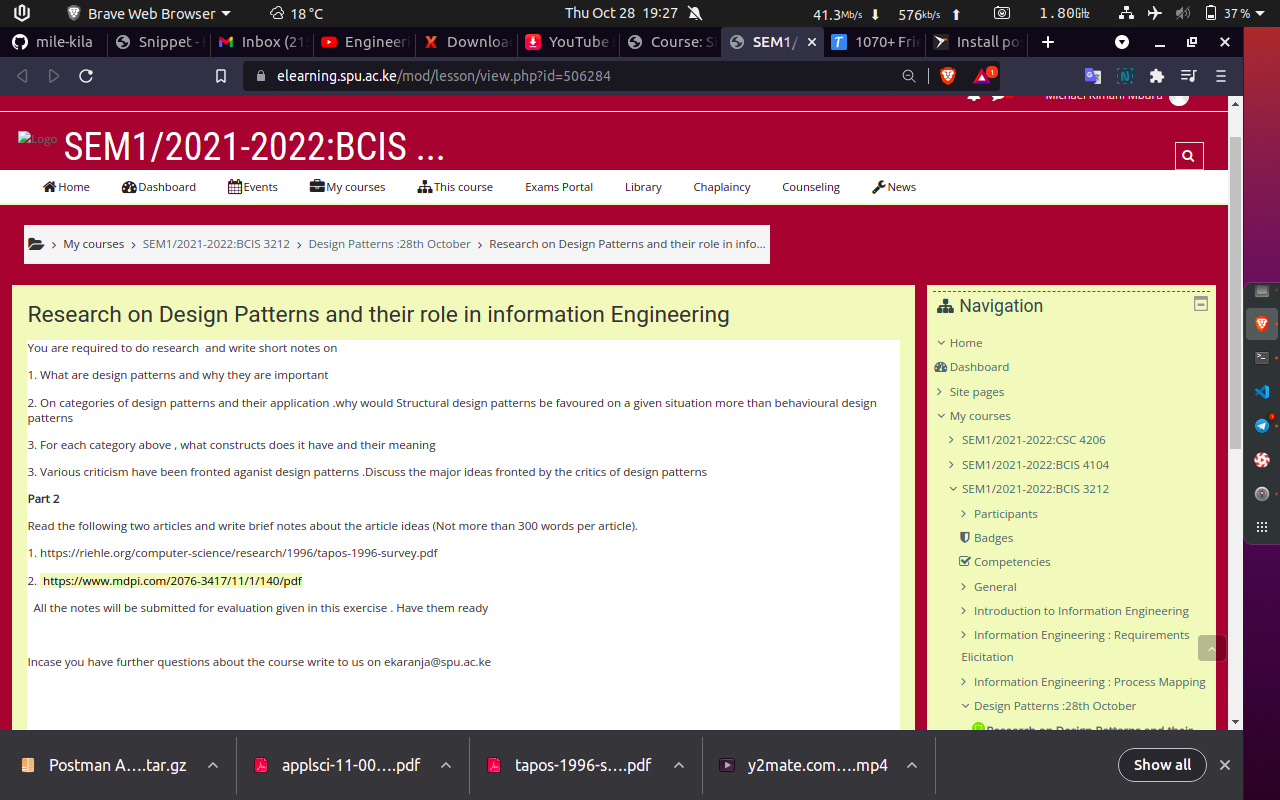 Brave Web Browser
18 °C
Thu Oct 28 19:27
41.3Mb/s
576kb/s
1.80GHz
37 %
mile-kila
Snippet -
Inbox (21
Engineeri
Downloa
YouTube
Course: S
SEM1/
1070+ Fri
Install po
elearning.spu.ac.ke/mod/lesson/view.php?id=506284
1
Logo
SEM1/2021-2022:BCIS ...
Home
Dashboard
Events
My courses
This course
Exams Portal
Library
Chaplaincy
Counseling
News
My courses
SEM1/2021-2022:BCIS 3212
Design Patterns :28th October
Research on Design Patterns and their role in info...
Research on Design Patterns and their role in information Engineering
You are required to do research and write short notes on
1. What are design patterns and why they are important
2. On categories of design patterns and their application .why would Structural design patterns be favoured on a given situation more than behavioural design
patterns
3. For each category above , what constructs does it have and their meaning
3. Various criticism have been fronted aganist design patterns .Discuss the major ideas fronted by the critics of design patterns
Part 2
Read the following two articles and write brief notes about the article ideas (Not more than 300 words per article).
1. https://riehle.org/computer-science/research/1996/tapos-1996-survey.pdf
2. https://www.mdpi.com/2076-3417/11/1/140/pdf
All the notes will be submitted for evaluation given in this exercise . Have them ready
Incase you have further questions about the course write to us on ekaranja@spu.ac.ke
Navigation
Home
Dashboard
Site pages
My courses
SEM1/2021-2022:CSC 4206
SEM1/2021-2022:BCIS 4104
SEM1/2021-2022:BCIS 3212
Participants
Badges
Competencies
General
Introduction to Information Engineering
Information Engineering : Requirements
Elicitation
Information Engineering : Process Mapping
Design Patterns :28th October
Research on Design Patterns and their
Postman A....tar.gz
applsci-11-00....pdf
tapos-1996-s....pdf
y2mate.com....mp4
Show all